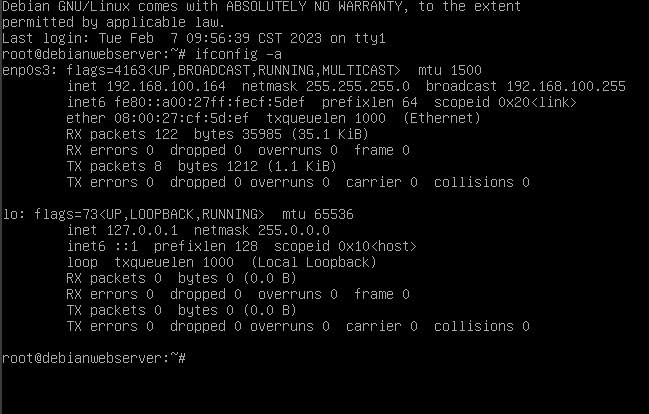 Debian GNU/Linux comes with ABSOLUTELY NO WARRANTY, to the extent
permitted by applicable law.
Last login: Tue Feb  7 09:56:39 CST 2023 on tty1
root@debianwebserver:~# ifconfig -a
enp0s3: flags=4163<UP,BROADCAST,RUNNING,MULTICAST>  mtu 1500
        inet 192.168.100.164  netmask 255.255.255.0  broadcast 192.168.100.255
        inet6 fe80::a00:27ff:fecf:5def  prefixlen 64  scopeid 0x20<link>
        ether 08:00:27:cf:5d:ef  txqueuelen 1000  (Ethernet)
        RX packets 122  bytes 35985 (35.1 KiB)
        RX errors 0  dropped 0  overruns 0  frame 0
        TX packets 8  bytes 1212 (1.1 KiB)
        TX errors 0  dropped 0 overruns 0  carrier 0  collisions 0

lo: flags=73<UP,LOOPBACK,RUNNING>  mtu 65536
        inet 127.0.0.1  netmask 255.0.0.0
        inet6 ::1  prefixlen 128  scopeid 0x10<host>
        loop  txqueuelen 1000  (Local Loopback)
        RX packets 0  bytes 0 (0.0 B)
        RX errors 0  dropped 0  overruns 0  frame 0
        TX packets 0  bytes 0 (0.0 B)
        TX errors 0  dropped 0 overruns 0  carrier 0  collisions 0

root@debianwebserver:~#